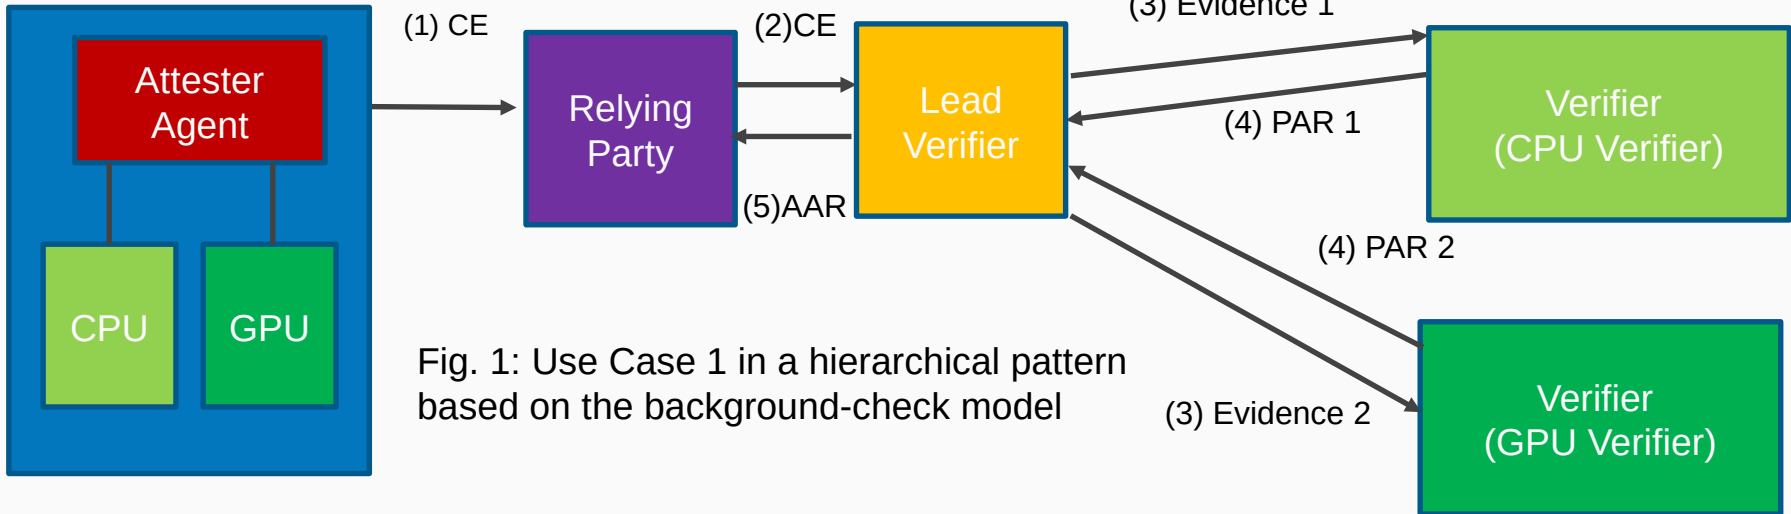 (1) CE
(2)CE
(3) Evidence 1
Attester
Agent
Relying
Party
Lead
Verifier
Verifier
(CPU Verifier)
(4) PAR 1
(5)AAR
(4) PAR 2
CPU
GPU
Fig. 1: Use Case 1 in a hierarchical pattern
based on the background-check model
(3) Evidence 2
Verifier
(GPU Verifier)